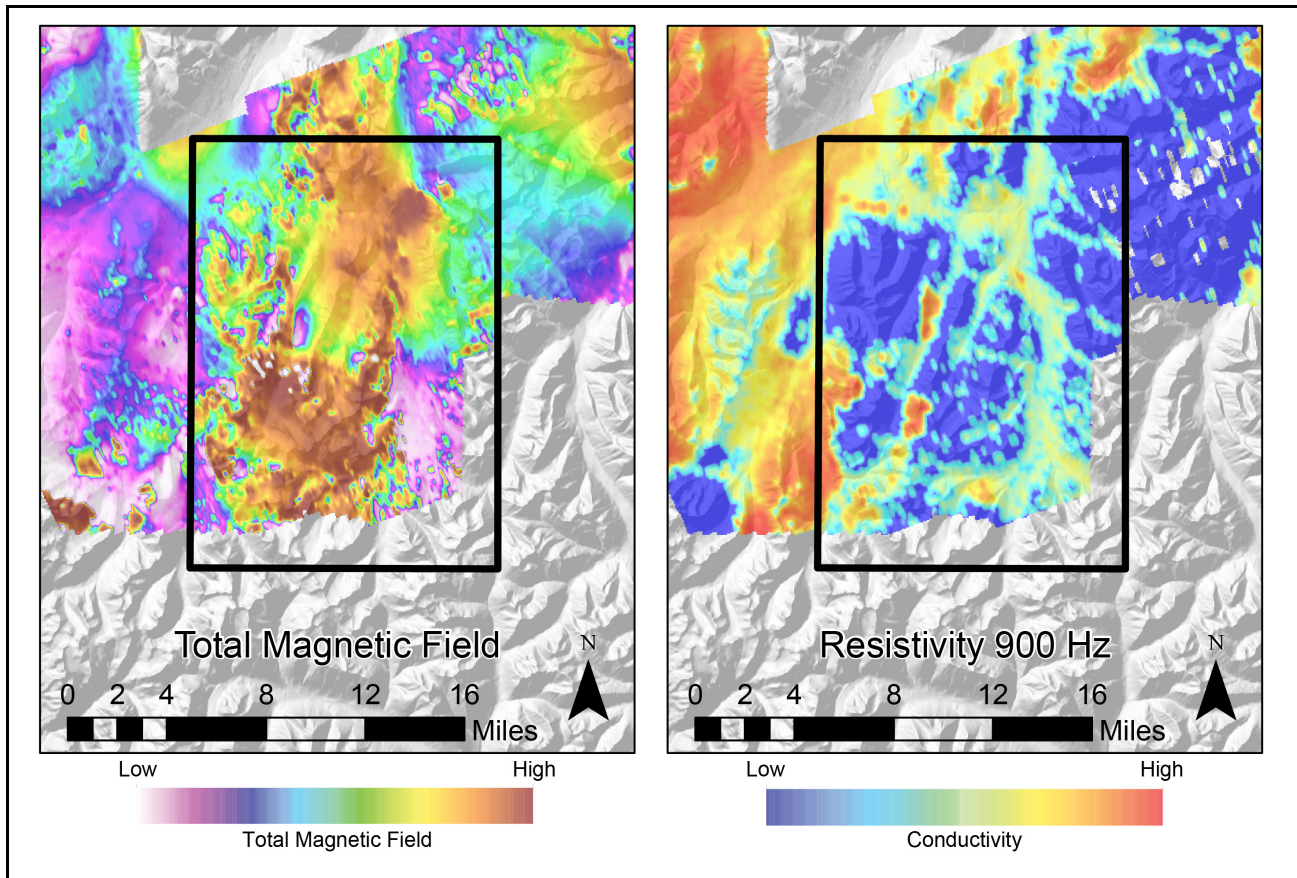 Total Magnetic Field
N
0 2 4 8 12 16
Miles
Low High
Total Magnetic Field
Resistivity 900 Hz
N
0 2 4 8 12 16
Miles
Low High
Conductivity